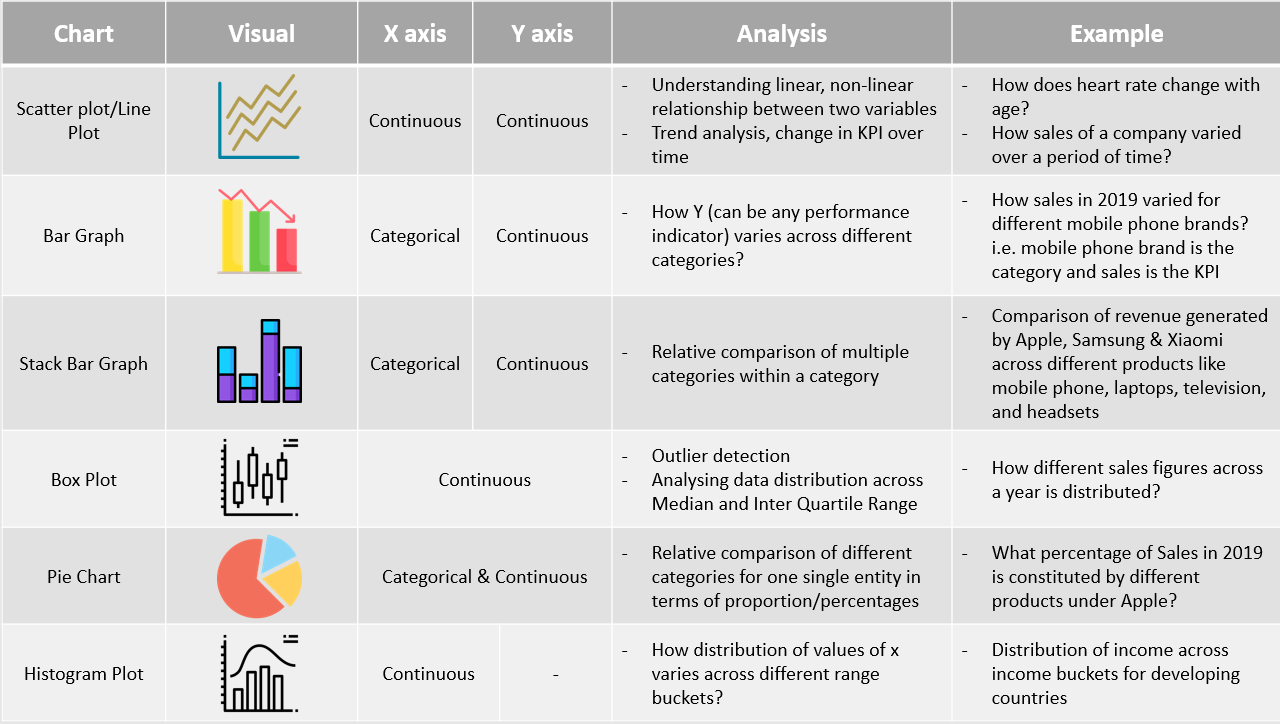 Chart Visual X axis Y axis Analysis Example
Scatter plot/Line
Plot
Continuous
Continuous
- Understanding linear, non-linear
relationship between two variables
- Trend analysis, change in KPI over
time
- How does heart rate change with
age?
- How sales of a company varied
over a period of time?
Bar Graph
Categorical
Continuous
- How Y (can be any performance
indicator) varies across different
categories?
- How sales in 2019 varied for
different mobile phone brands?
i.e. mobile phone brand is the
category and sales is the KPI
Stack Bar Graph
Categorical
Continuous
- Relative comparison of multiple
categories within a category
- Comparison of revenue generated
by Apple, Samsung & Xiaomi
across different products like
mobile phone, laptops, television,
and headsets
Box Plot
Continuous
- Outlier detection
- Analysing data distribution across
Median and Inter Quartile Range
- How different sales figures across
a year is distributed?
Pie Chart
Categorical & Continuous
- Relative comparison of different
categories for one single entity in
terms of proportion/percentages
- What percentage of Sales in 2019
is constituted by different
products under Apple?
Histogram Plot
Continuous
-
- How distribution of values of x
varies across different range
buckets?
- Distribution of income across
income buckets for developing
countries